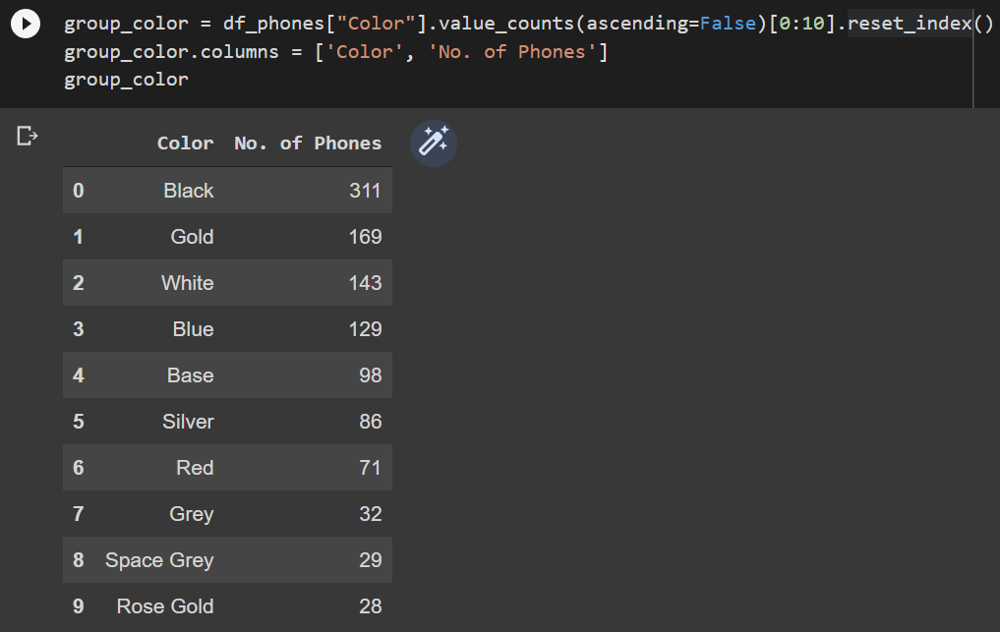 group_color = df_phones["Color"].value_counts(ascending=False)[0:10].reset_index()
group_color.columns = ['Color', 'No. of Phones']
group_color
Color No. of Phones
0 Black 311
1 Gold 169
2 White 143
3 Blue 129
4 Base 98
5 Silver 86
6 Red 71
7 Grey 32
8 Space Grey 29
9 Rose Gold 28